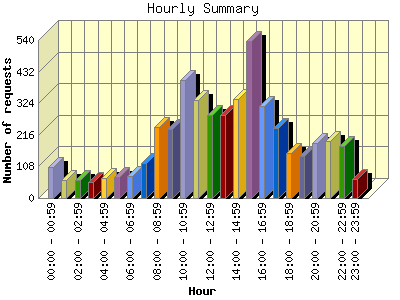 Hourly Summary
Number of requests
540
432
324
216
108
0
00:00 - 00:59
02:00 - 02:59
04:00 - 04:59
06:00 - 06:59
08:00 - 08:59
10:00 - 10:59
12:00 - 12:59
14:00 - 14:59
16:00 - 16:59
18:00 - 18:59
20:00 - 20:59
22:00 - 22:59
23:00 - 23:59
Hour